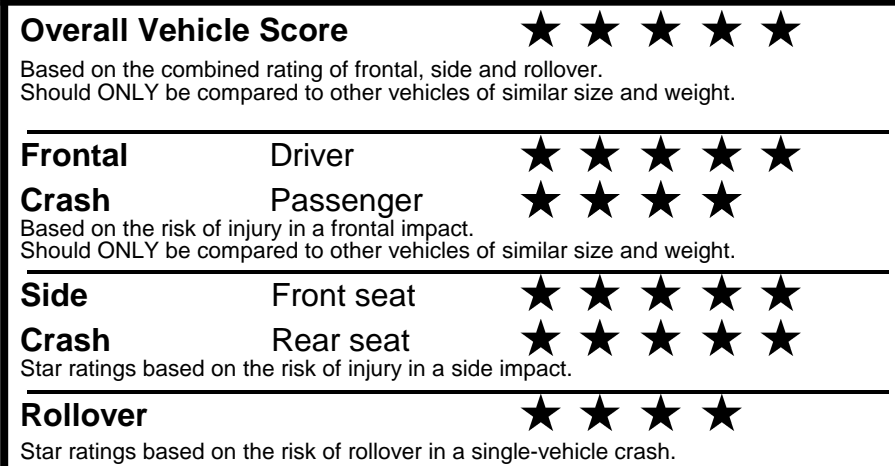 Overall Vehicle Score ★ ★ ★ ★ ★
Based on the combined rating of frontal, side and rollover.
Should ONLY be compared to other vehicles of similar size and weight.
Frontal Driver ★ ★ ★ ★ ★
Crash Passenger ★ ★ ★ ★
Based on the risk of injury in a frontal impact.
Should ONLY be compared to other vehicles of similar size and weight.
Side Front seat ★ ★ ★ ★ ★
Crash Rear seat ★ ★ ★ ★ ★
Star ratings based on the risk of injury in a side impact.
Rollover ★ ★ ★ ★
Star ratings based on the risk of rollover in a single-vehicle crash.